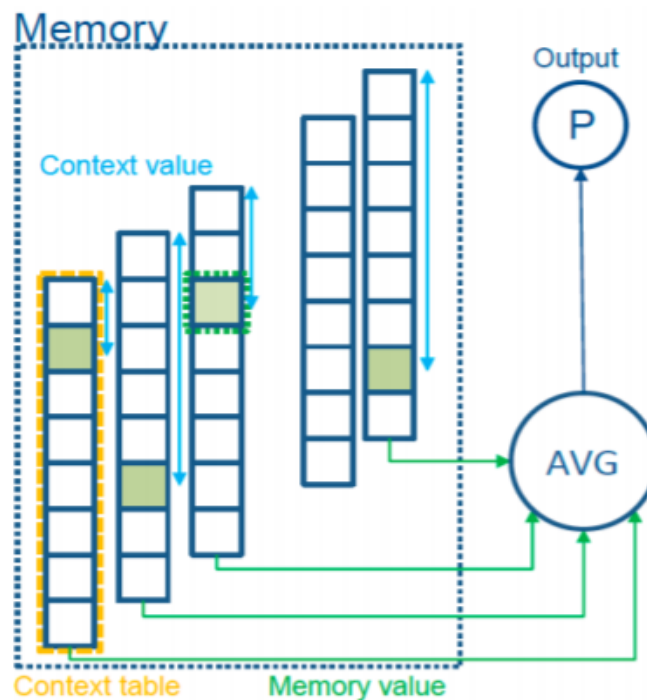 Memory
Output
P
Context value
AVG
Context table
Memory value